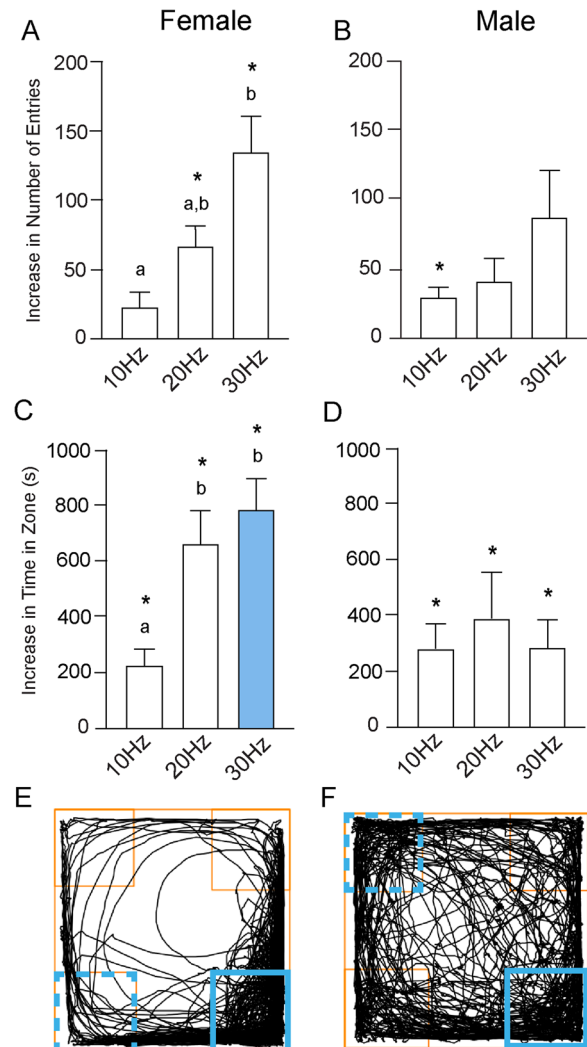 A Female
B Male
Increase in Number of Entries
200
150
100
50
0
*
b
*
a,b
a
10Hz 20Hz 30Hz
200
150
100
50
0
*
10Hz 20Hz 30Hz
C
Increase in Time in Zone (s)
1000
800
600
400
200
0
*
b
*
b
*
a
10Hz 20Hz 30Hz
D
1000
800
600
400
200
0
*
*
*
10Hz 20Hz 30Hz
E
F